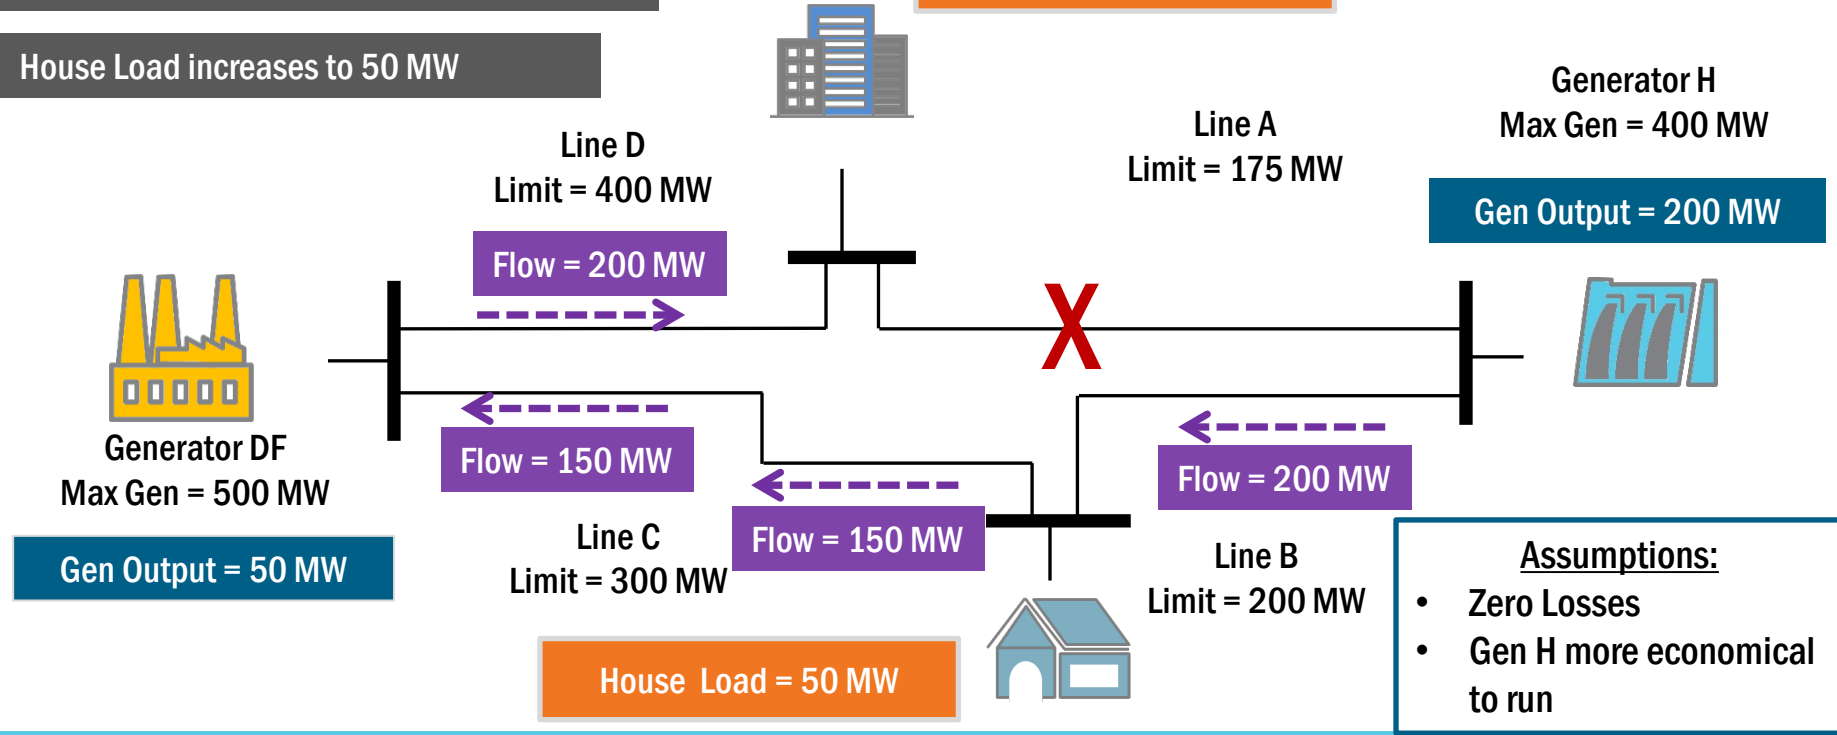 House Load increases to 50 MW
Generator H
Max Gen = 400 MW
Line A
Limit = 175 MW
Line D
Limit = 400 MW
Gen Output = 200 MW
Flow = 200 MW
X
Generator DF
Max Gen = 500 MW
Flow = 150 MW
Flow = 200 MW
Gen Output = 50 MW
Line C
Limit = 300 MW
Flow = 150 MW
Line B
Limit = 200 MW
House Load = 50 MW
Assumptions:
• Zero Losses
• Gen H more economical
to run